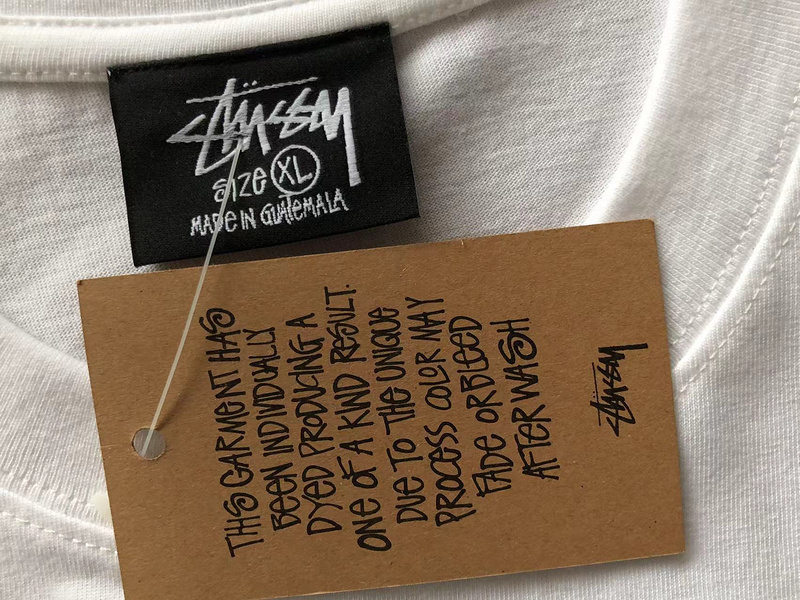 Stüssy
SIZE XL
MADE IN GUATEMALA
THIS GARMENT HAS
BEEN INDIVIDUALLY
DYED PRODUCING A
ONE OF A KIND RESULT.
DUE TO THE UNIQUE
PROCESS COLOR MAY
FADE OR BLEED
AFTER WASH
Stüssy